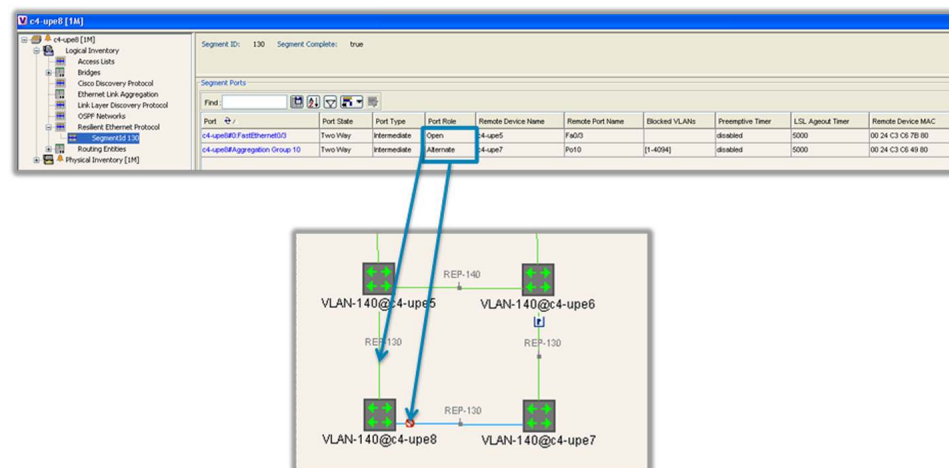 c4-upe8 [1M]
c4-upe8 [1M]
Logical Inventory
Access Lists
Bridges
Cisco Discovery Protocol
Ethernet Link Aggregation
Link Layer Discovery Protocol
OSPF Networks
Resilient Ethernet Protocol
SegmentId 130
Routing Entities
Physical Inventory [1M]
Segment ID: 130 Segment Complete: true
Segment Ports
Find :
Port Port State Port Type Port Role Remote Device Name Remote Port Name Blocked VLANs Preemptive Timer LSL Ageout Timer Remote Device MAC
c4-upe8#0:FastEthernet0/3 Two Way Intermediate Open c4-upe5 Fa0/3 disabled 5000 00 24 C3 C6 7B 80
c4-upe8#Aggregation Group 10 Two Way Intermediate Alternate c4-upe7 Po10 [1-4094] disabled 5000 00 24 C3 C6 49 80
REP-140
VLAN-140@c4-upe5 VLAN-140@c4-upe6
REP-130 REP-130
REP-130
VLAN-140@c4-upe8 VLAN-140@c4-upe7